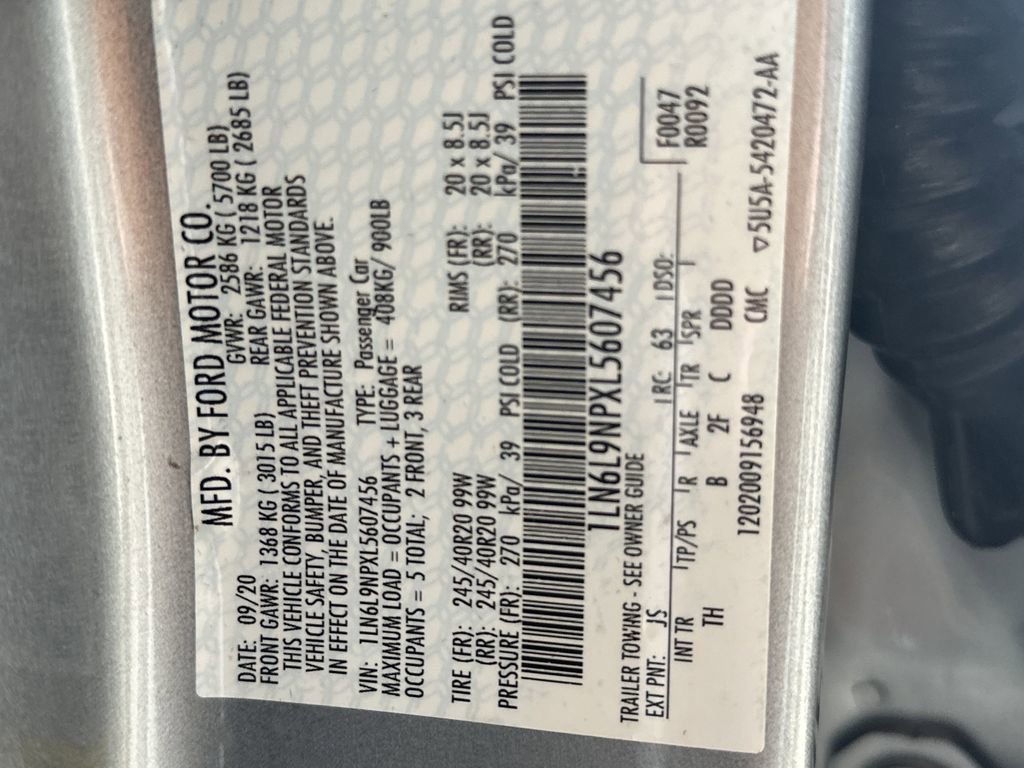 MFD. BY FORD MOTOR CO.
DATE: 09/20 GVWR: 2586 KG ( 5700 LB)
FRONT GAWR: 1368 KG ( 3015 LB) REAR GAWR: 1218 KG ( 2685 LB)
THIS VEHICLE CONFORMS TO ALL APPLICABLE FEDERAL MOTOR
VEHICLE SAFETY, BUMPER, AND THEFT PREVENTION STANDARDS
IN EFFECT ON THE DATE OF MANUFACTURE SHOWN ABOVE.
VIN: 1LN6L9NPXL5607456 TYPE: Passenger Car
MAXIMUM LOAD = OCCUPANTS + LUGGAGE = 408KG/ 900LB
OCCUPANTS = 5 TOTAL; 2 FRONT, 3 REAR
TIRE (FR): 245/40R20 99W RIMS (FR): 20 x 8.5J
(RR): 245/40R20 99W (RR): 20 x 8.5J
PRESSURE (FR): 270 kPa/ 39 PSI COLD (RR): 270 kPa/ 39 PSI COLD
1LN6L9NPXL5607456
TRAILER TOWING - SEE OWNER GUIDE F0047
EXT PNT: JS RC: 63 DSO: R0092
INT TR TP/PS R AXLE TR SPR
TH B 2F C DDDD
1202009156948 CMC ▽5U5A-5420472-AA